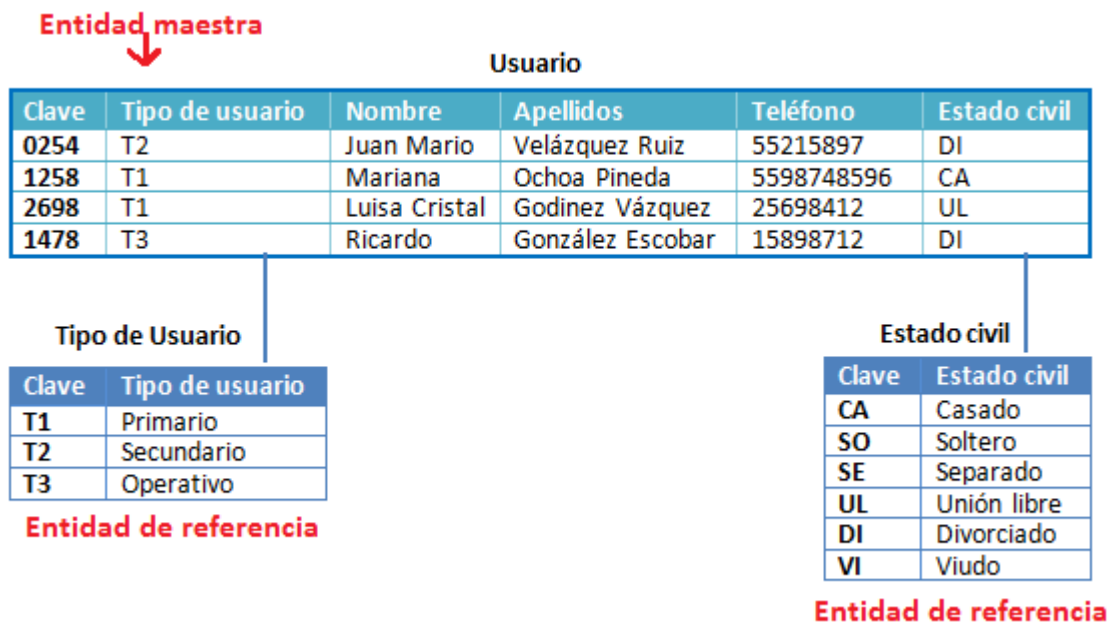 Entidad maestra
Usuario
Clave Tipo de usuario Nombre Apellidos Teléfono Estado civil
0254 T2 Juan Mario Velázquez Ruiz 55215897 DI
1258 T1 Mariana Ochoa Pineda 5598748596 CA
2698 T1 Luisa Cristal Godinez Vázquez 25698412 UL
1478 T3 Ricardo González Escobar 15898712 DI
Tipo de Usuario
Clave Tipo de usuario
T1 Primario
T2 Secundario
T3 Operativo
Entidad de referencia
Estado civil
Clave Estado civil
CA Casado
SO Soltero
SE Separado
UL Unión libre
DI Divorciado
VI Viudo
Entidad de referencia